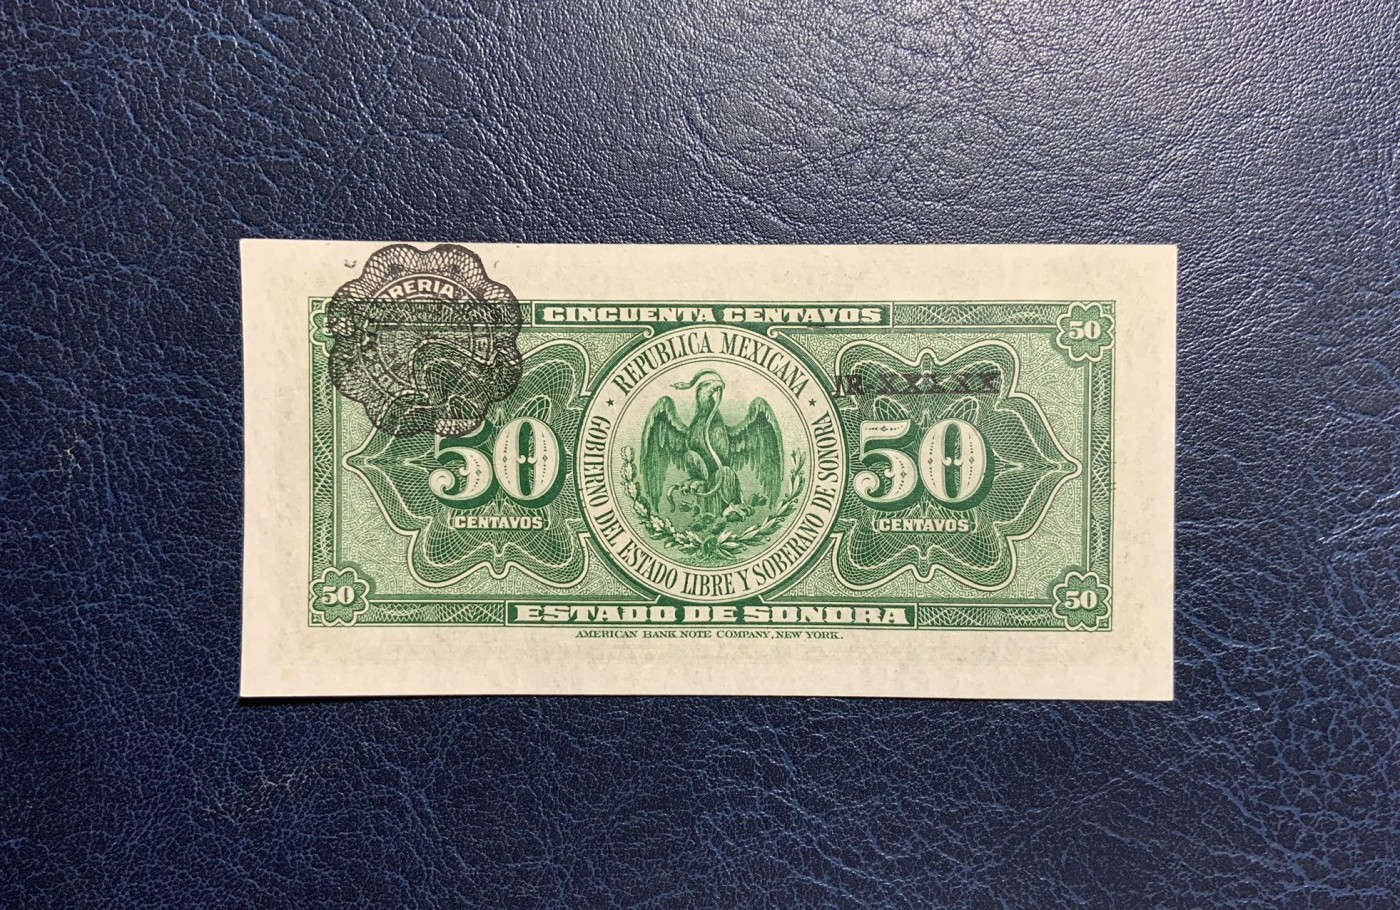 CINCUENTA CENTAVOS
50
REPUBLICA MEXICANA
GOBIERNO DEL ESTADO LIBRE Y SOBERANO DE SONORA
50
CENTAVOS
50
CENTAVOS
50
50
ESTADO DE SONORA
AMERICAN BANK NOTE COMPANY, NEW YORK.